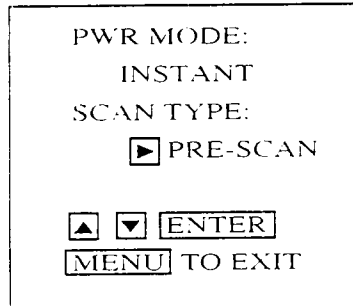 PWR MODE:
INSTANT
SCAN TYPE:
▶ PRE-SCAN
▲ ▼ ENTER
MENU TO EXIT